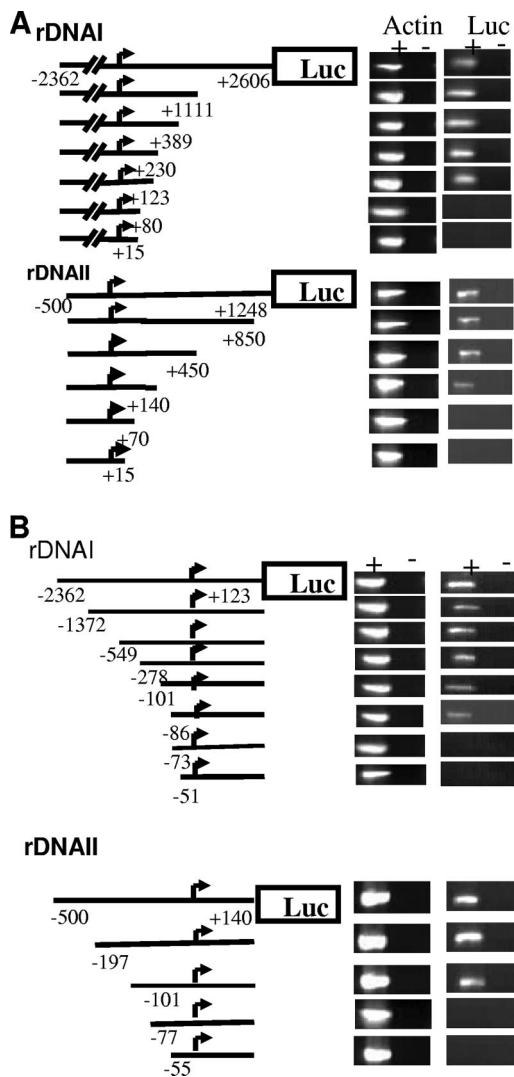 A
rDNAI
Actin Luc
+ - + -
Luc
-2362 +2606
+1111
+389
+230
+123
+80
+15
rDNAII
Luc
-500 +1248
+850
+450
+140
+70
+15
B
rDNAI
+ - + -
Luc
-2362 +123
-1372
-549
-278
-101
-86
-73
-51
rDNAII
Luc
-500 +140
-197
-101
-77
-55